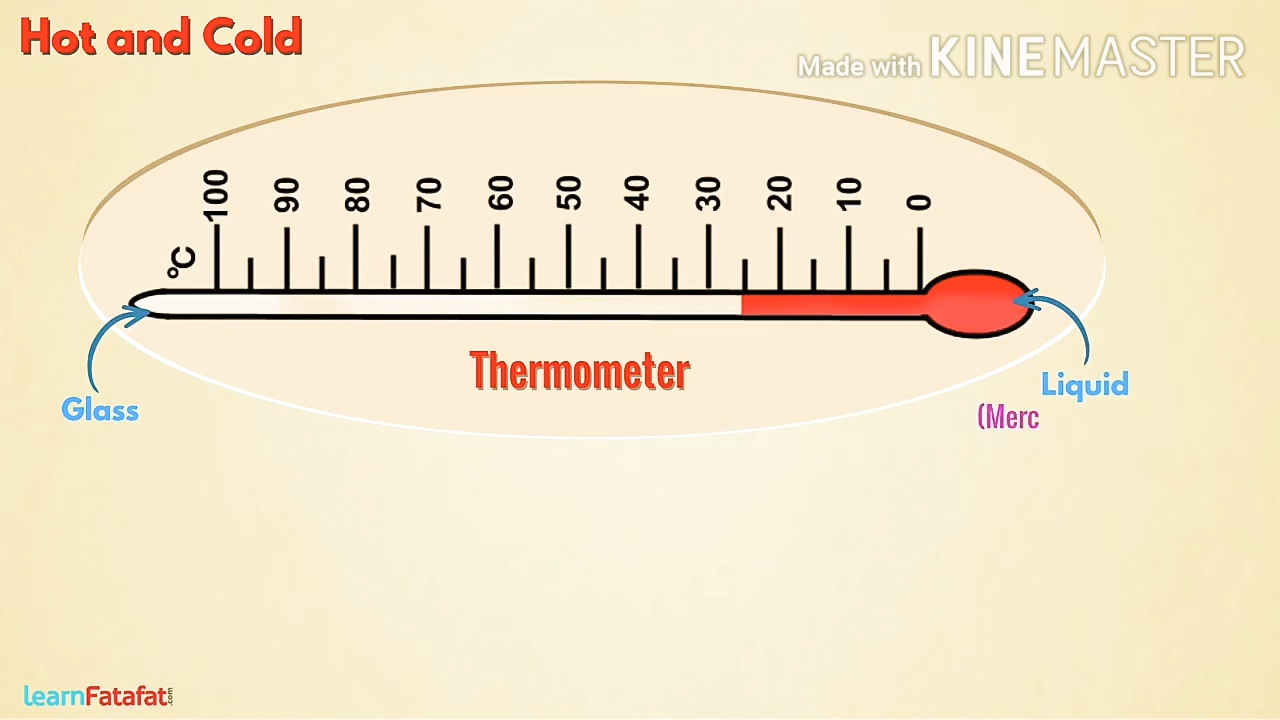 Hot and Cold
Made with KINEMASTER
100 90 80 70 60 50 40 30 20 10 0
°C
Thermometer
Glass
Liquid
(Merc
learnFatafat.com